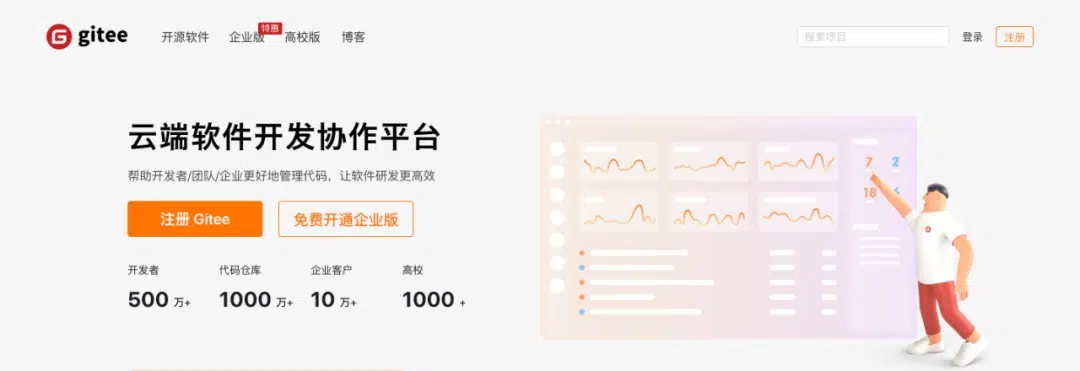 gitee 开源软件 企业版 特惠 高校版 博客 搜索项目 登录 注册
云端软件开发协作平台
帮助开发者/团队/企业更好地管理代码，让软件研发更高效
注册 Gitee 免费开通企业版
开发者 代码仓库 企业客户 高校
500 万+ 1000 万+ 10 万+ 1000 +
7 2
18